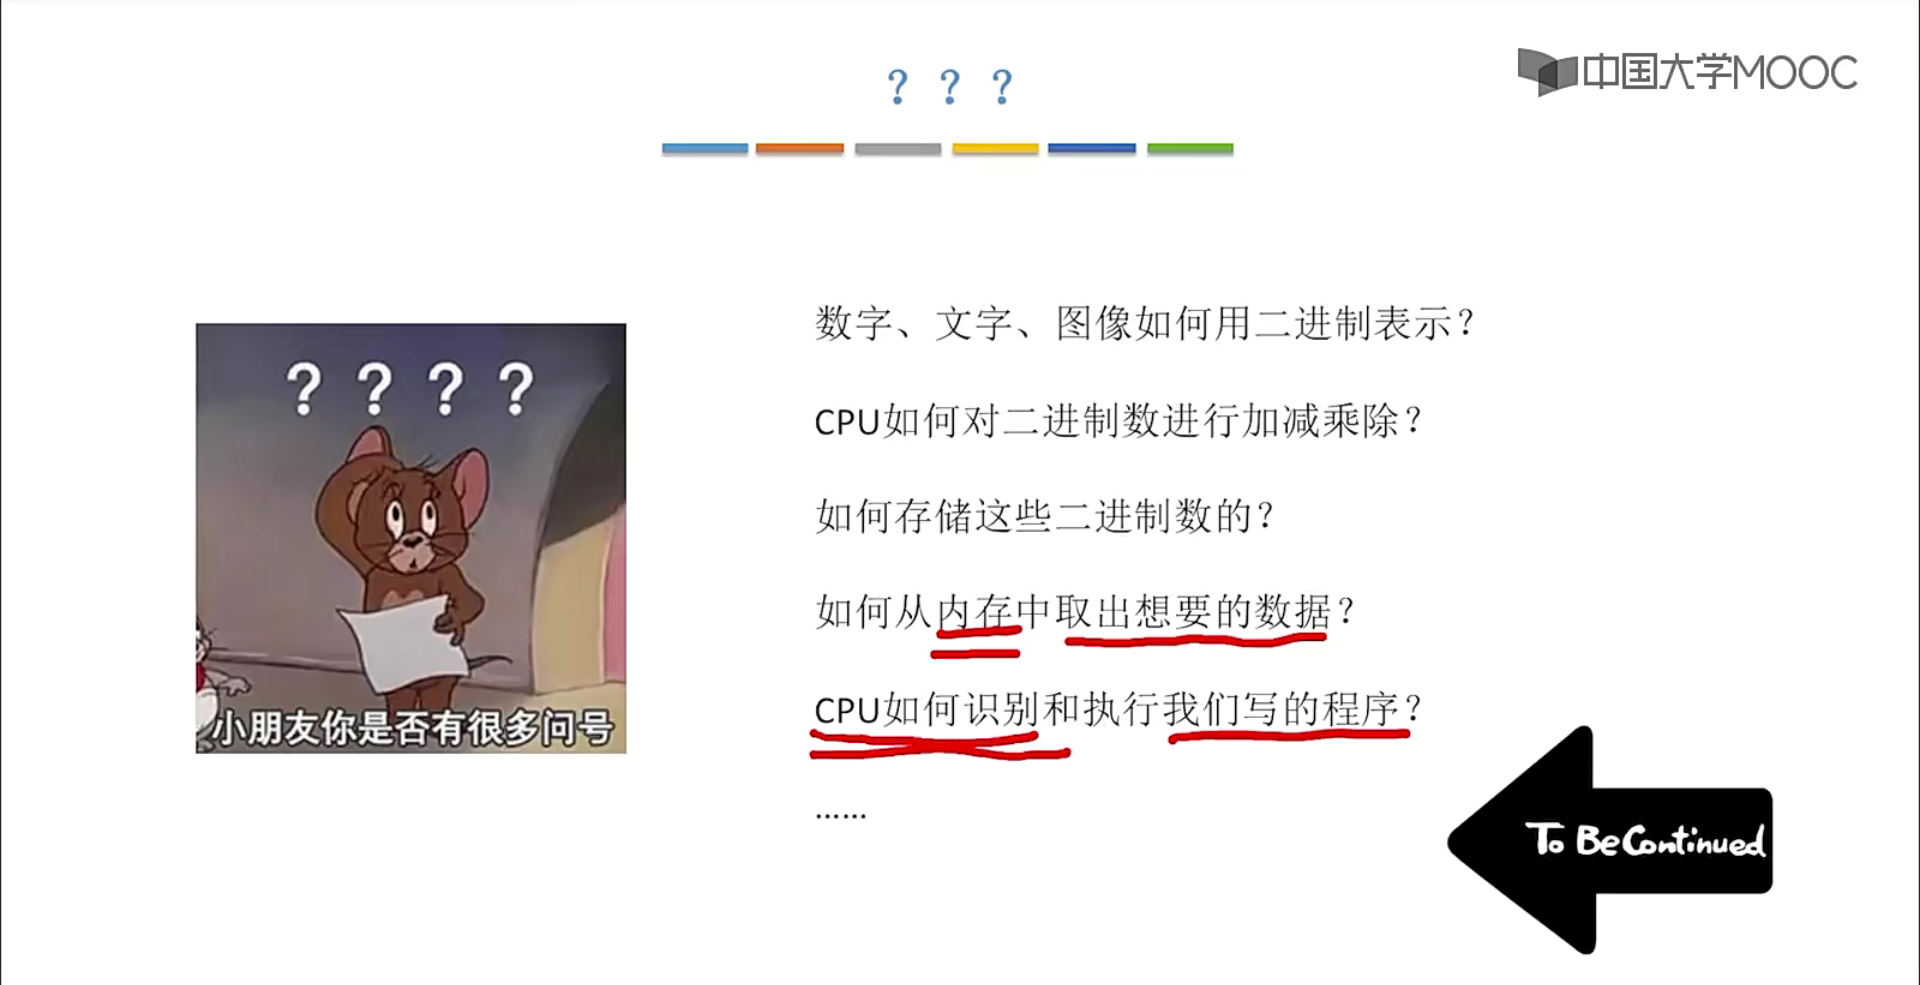 ？ ？ ？
中国大学MOOC
？ ？ ？ ？
小朋友你是否有很多问号
数字、文字、图像如何用二进制表示？
CPU如何对二进制数进行加减乘除？
如何存储这些二进制数的？
如何从内存中取出想要的数据？
CPU如何识别和执行我们写的程序？
……
To Be Continued